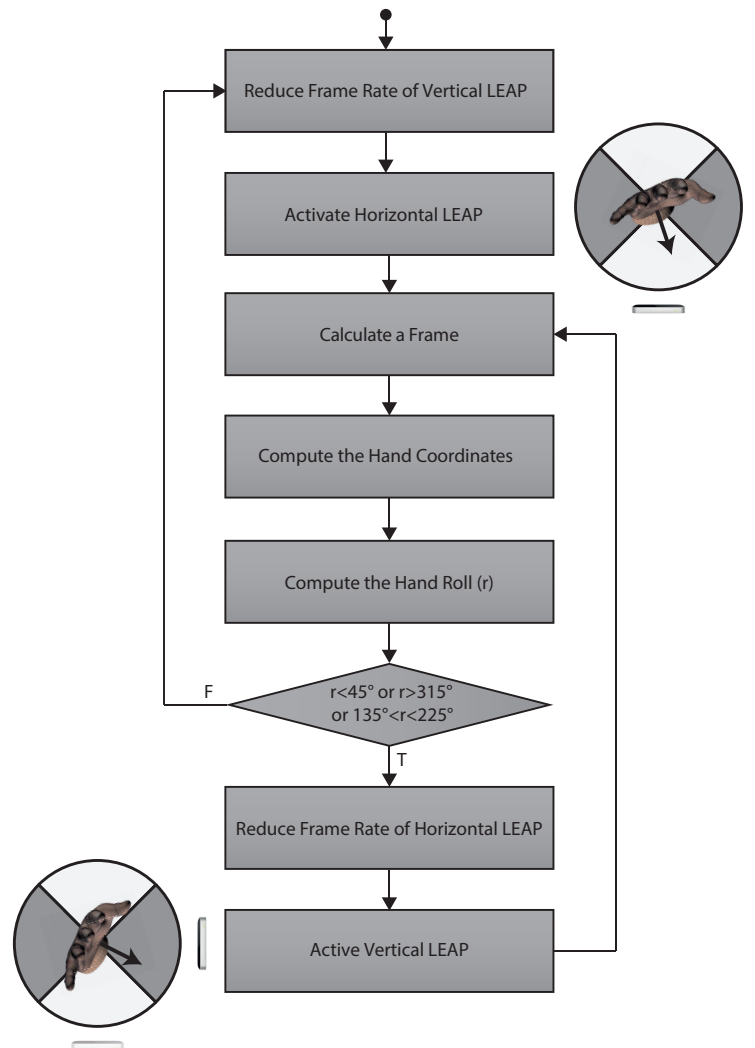 Reduce Frame Rate of Vertical LEAP
Activate Horizontal LEAP
Calculate a Frame
Compute the Hand Coordinates
Compute the Hand Roll (r)
F
r<45° or r>315°
or 135°<r<225°
T
Reduce Frame Rate of Horizontal LEAP
Active Vertical LEAP